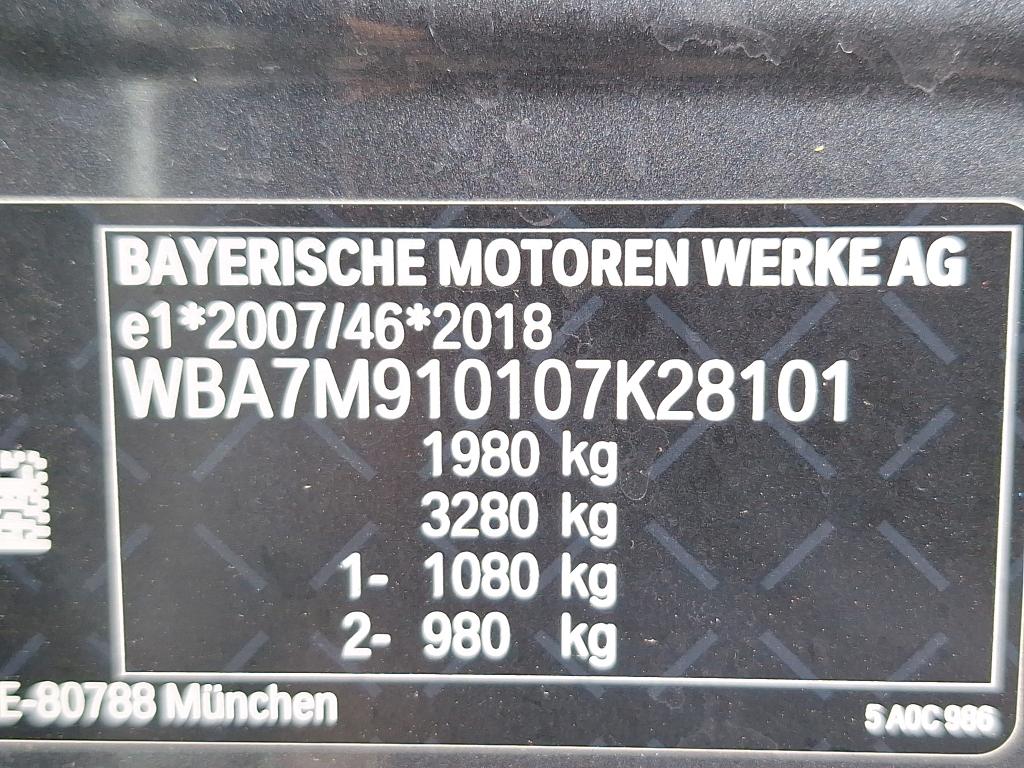 BAYERISCHE MOTOREN WERKE AG
e1*2007/46*2018
WBA7M910107K28101
1980 kg
3280 kg
1- 1080 kg
2- 980 kg
E-80788 München
5 A0C 986